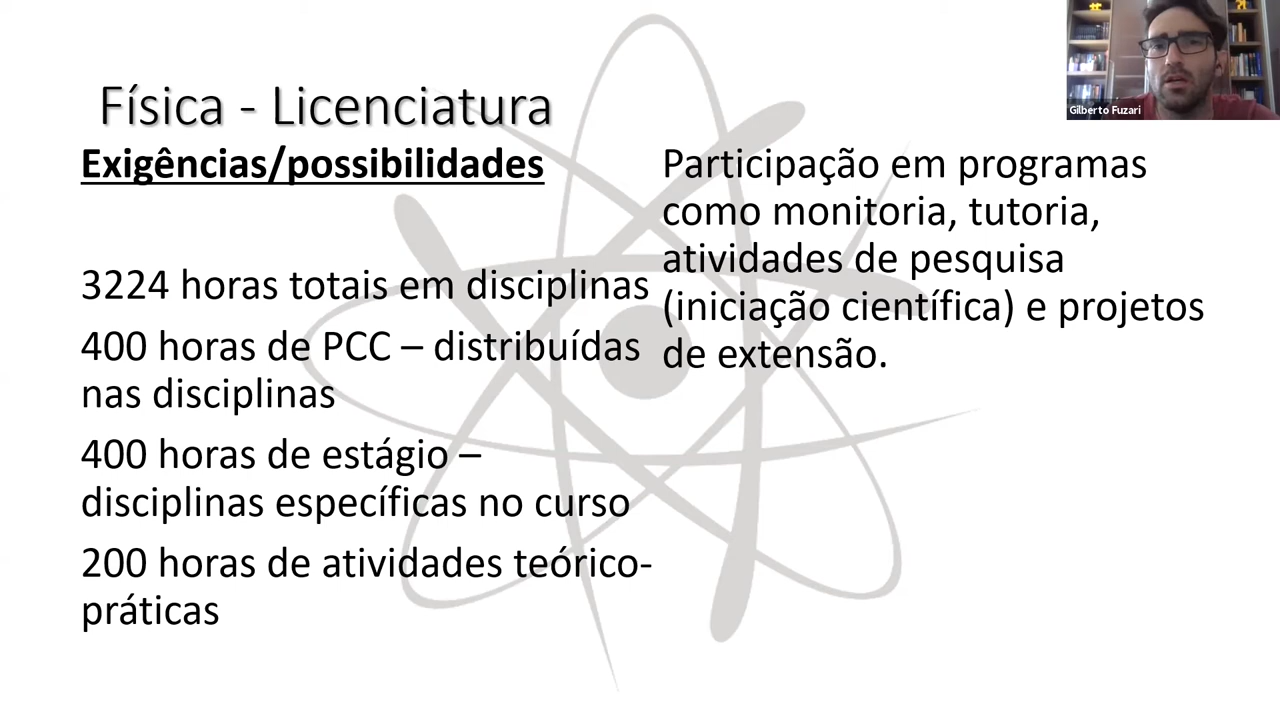 Física - Licenciatura
Exigências/possibilidades
3224 horas totais em disciplinas
400 horas de PCC – distribuídas
nas disciplinas
400 horas de estágio –
disciplinas específicas no curso
200 horas de atividades teórico-
práticas
Participação em programas
como monitoria, tutoria,
atividades de pesquisa
(iniciação científica) e projetos
de extensão.
Gilberto Fuzari